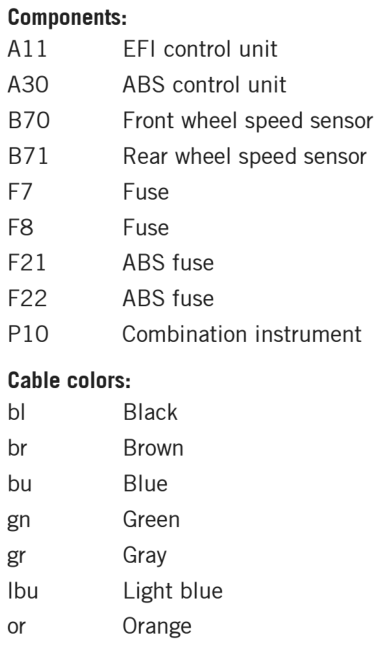 Components:
A11 EFI control unit
A30 ABS control unit
B70 Front wheel speed sensor
B71 Rear wheel speed sensor
F7 Fuse
F8 Fuse
F21 ABS fuse
F22 ABS fuse
P10 Combination instrument
Cable colors:
bl Black
br Brown
bu Blue
gn Green
gr Gray
lbu Light blue
or Orange